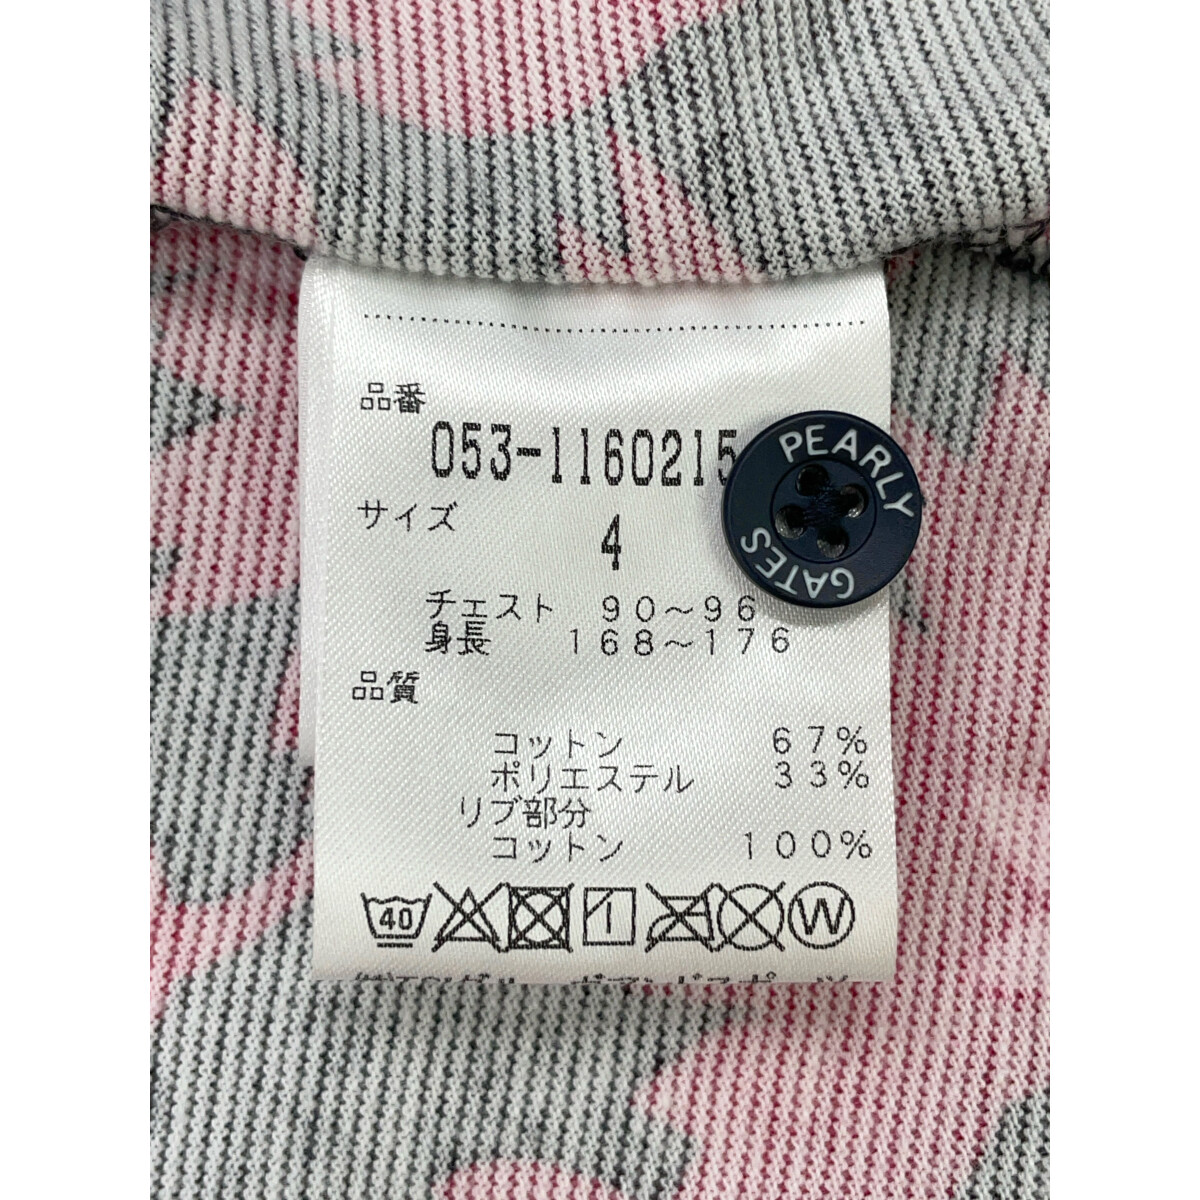 品番
053-1160215
PEARLY
GATES
サイズ
4
チェスト 90～96
身長 168～176
品質
コットン 67%
ポリエステル 33%
リブ部分
コットン 100%
40
W